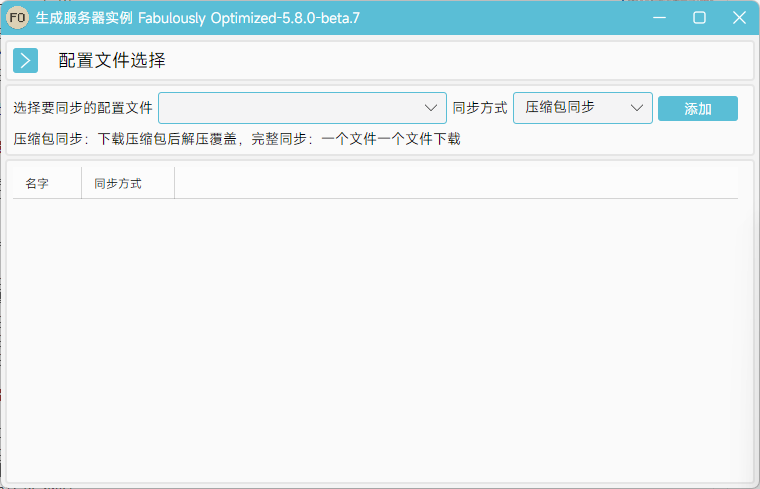 FO 生成服务器实例 Fabulously Optimized-5.8.0-beta.7
配置文件选择
选择要同步的配置文件 同步方式 压缩包同步 添加
压缩包同步：下载压缩包后解压覆盖，完整同步：一个文件一个文件下载
名字 同步方式